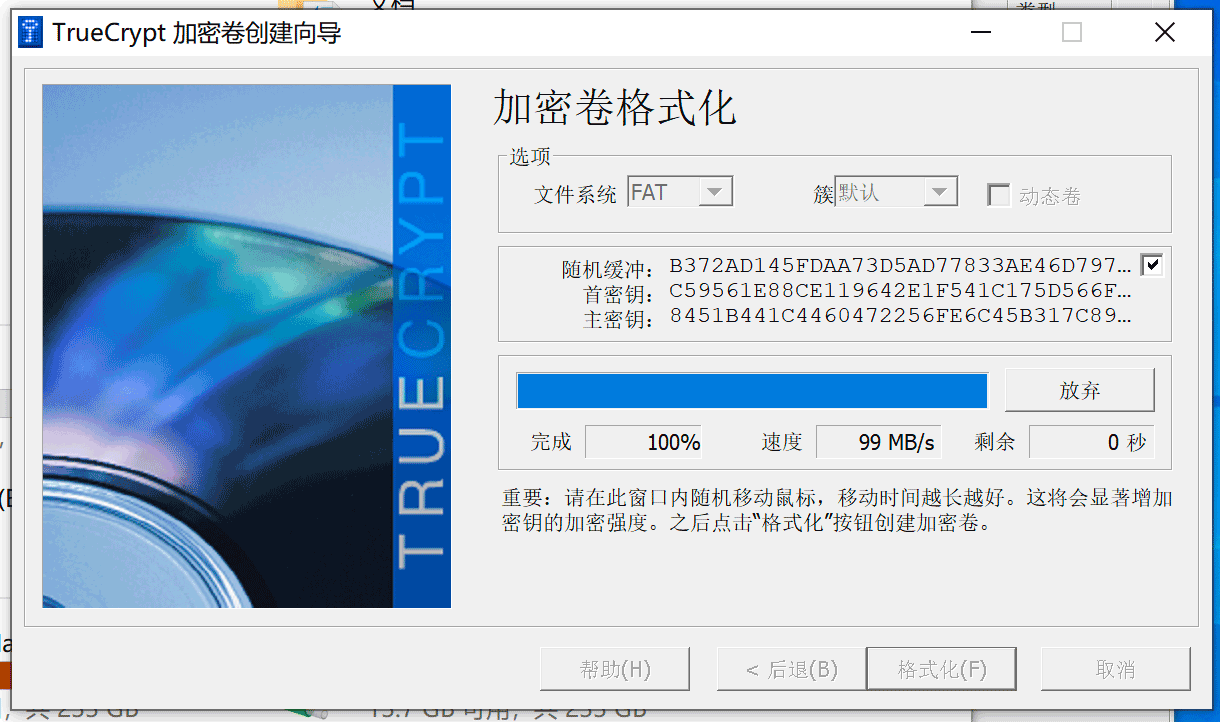 TrueCrypt 加密卷创建向导
TRUECRYPT
加密卷格式化
选项
文件系统 FAT 簇 默认 动态卷
随机缓冲： B372AD145FDAA73D5AD77833AE46D797...
首密钥： C59561E88CE119642E1F541C175D566F...
主密钥： 8451B441C4460472256FE6C45B317C89...
放弃
完成 100% 速度 99 MB/s 剩余 0 秒
重要：请在此窗口内随机移动鼠标，移动时间越长越好。这将会显著增加
密钥的加密强度。之后点击“格式化”按钮创建加密卷。
帮助(H) < 后退(B) 格式化(F) 取消